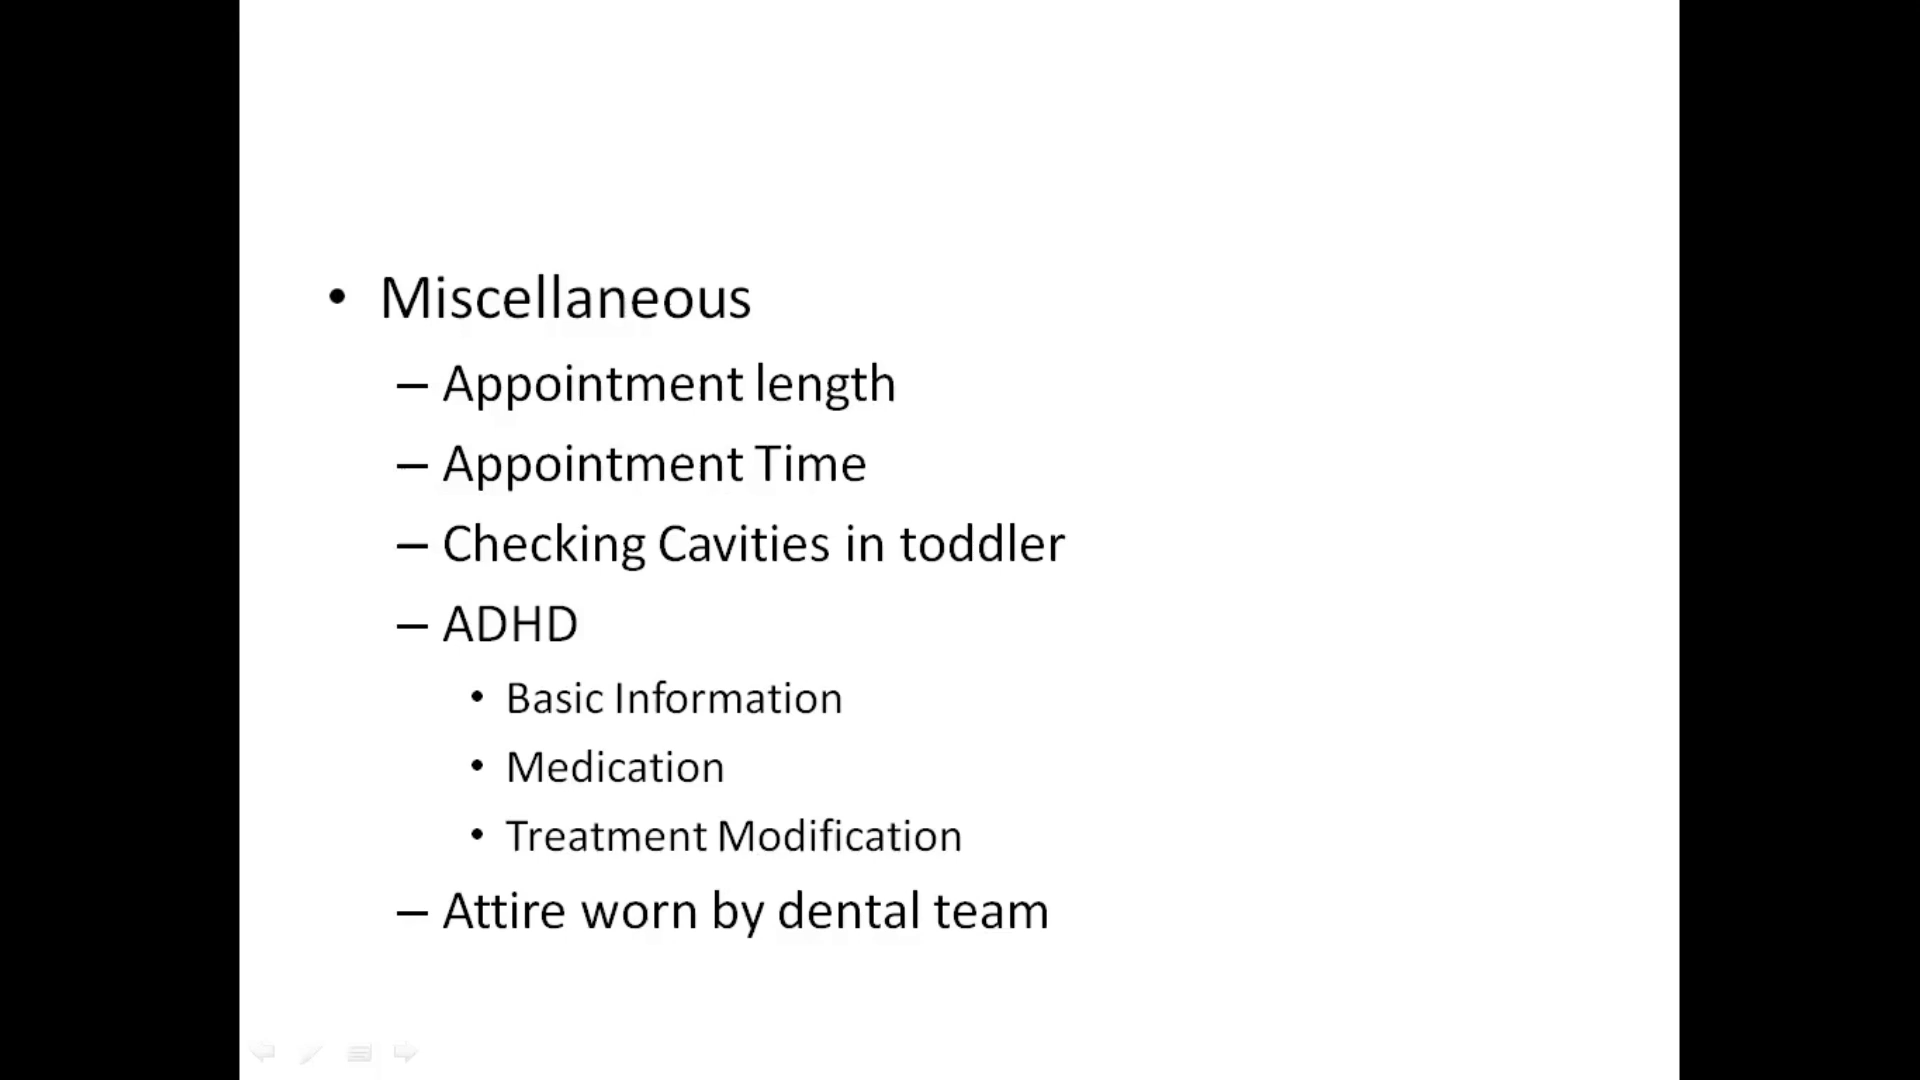 • Miscellaneous
– Appointment length
– Appointment Time
– Checking Cavities in toddler
– ADHD
• Basic Information
• Medication
• Treatment Modification
– Attire worn by dental team